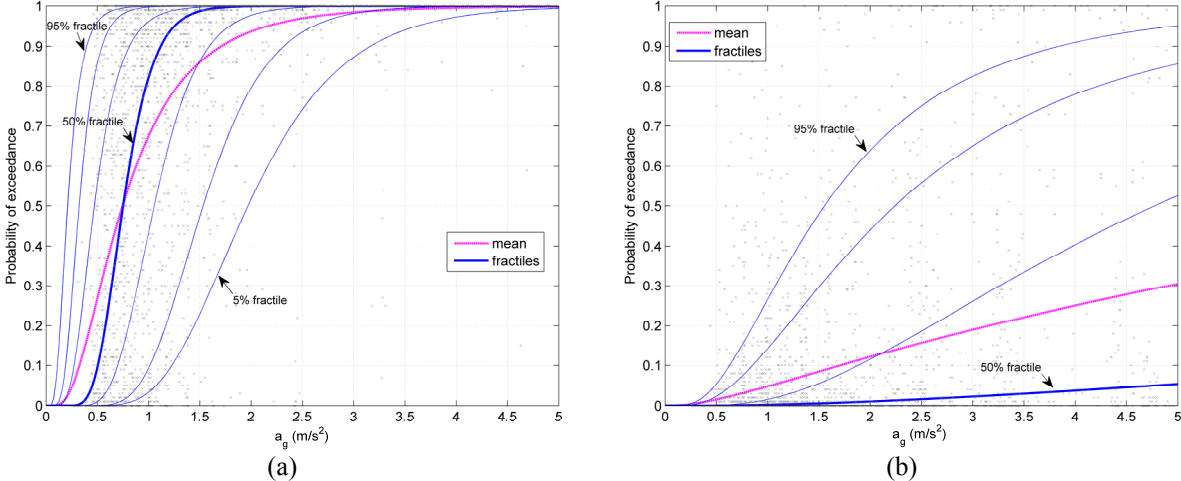 1
0.9
0.8
0.7
0.6
0.5
0.4
0.3
0.2
0.1
0
Probability of exceedance
95% fractile
50% fractile
5% fractile
mean
fractiles
0 0.5 1 1.5 2 2.5 3 3.5 4 4.5 5
a_g (m/s²)
(a)
1
0.9
0.8
0.7
0.6
0.5
0.4
0.3
0.2
0.1
0
Probability of exceedance
mean
fractiles
95% fractile
50% fractile
0 0.5 1 1.5 2 2.5 3 3.5 4 4.5 5
a_g (m/s²)
(b)